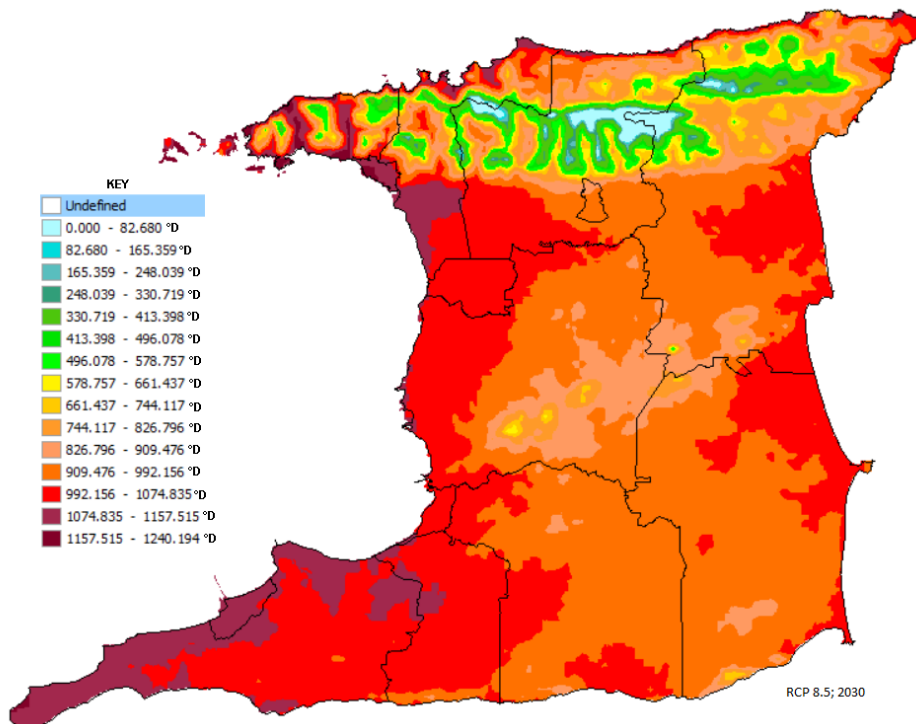 KEY
Undefined
0.000 - 82.680 °D
82.680 - 165.359 °D
165.359 - 248.039 °D
248.039 - 330.719 °D
330.719 - 413.398 °D
413.398 - 496.078 °D
496.078 - 578.757 °D
578.757 - 661.437 °D
661.437 - 744.117 °D
744.117 - 826.796 °D
826.796 - 909.476 °D
909.476 - 992.156 °D
992.156 - 1074.835 °D
1074.835 - 1157.515 °D
1157.515 - 1240.194 °D
RCP 8.5; 2030